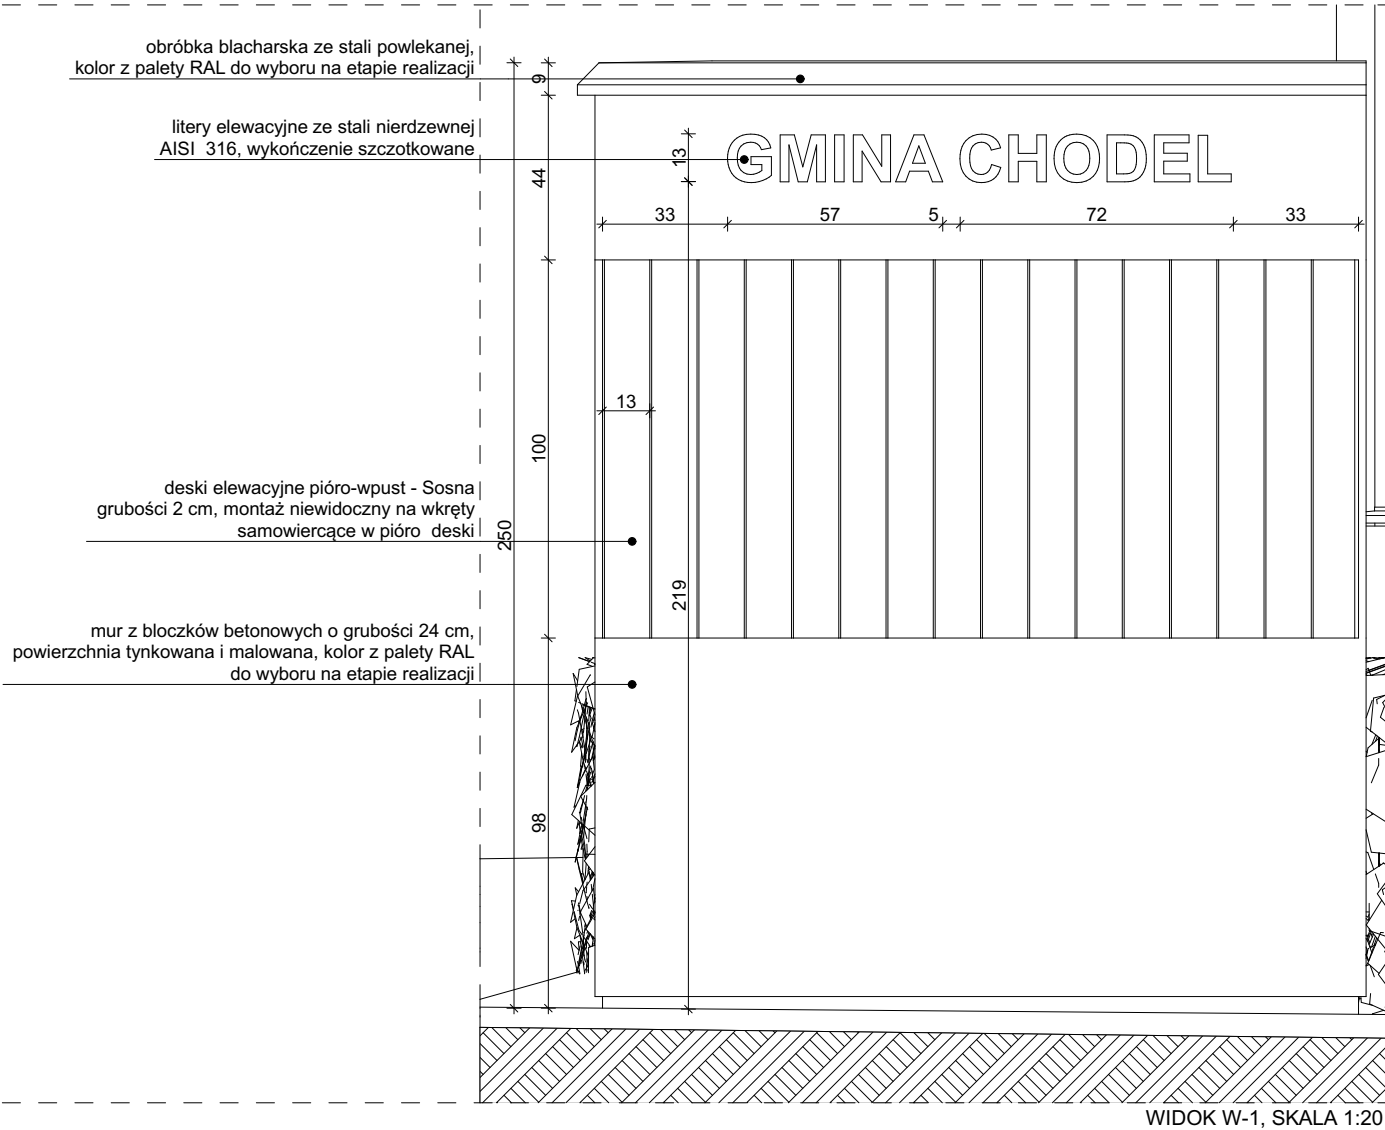 obróbka blacharska ze stali powlekanej,
kolor z palety RAL do wyboru na etapie realizacji
9
litery elewacyjne ze stali nierdzewnej
AISI 316, wykończenie szczotkowane
44
13
GMINA CHODEL
33 57 5 72 33
13
100
deski elewacyjne pióro-wpust - Sosna
grubości 2 cm, montaż niewidoczny na wkręty
samowiercące w pióro deski
250
219
mur z bloczków betonowych o grubości 24 cm,
powierzchnia tynkowana i malowana, kolor z palety RAL
do wyboru na etapie realizacji
98
WIDOK W-1, SKALA 1:20